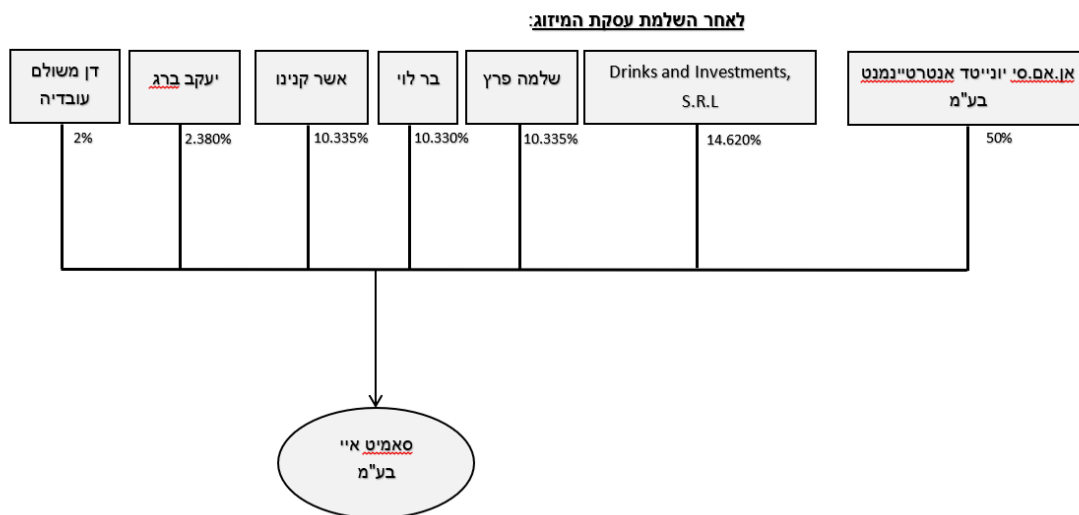 לאחר השלמת עסקת המיזוג:
אן.אם.סי יונייטד אנטרטיינמנט
בע"מ
50%
Drinks and Investments,
S.R.L
14.620%
שלמה פרץ
10.335%
בר לוי
10.330%
אשר קנינו
10.335%
יעקב ברג
2.380%
דן משולם
עובדיה
2%
סאמיט איי
בע"מ